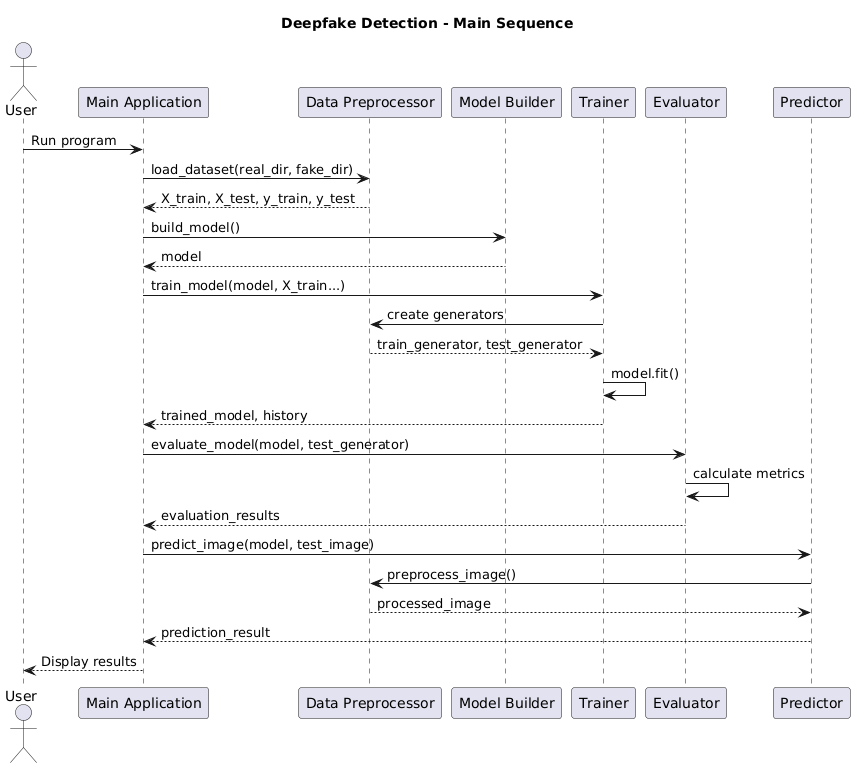 Deepfake Detection - Main Sequence
User
Main Application
Data Preprocessor
Model Builder
Trainer
Evaluator
Predictor
Run program
load_dataset(real_dir, fake_dir)
X_train, X_test, y_train, y_test
build_model()
model
train_model(model, X_train...)
create generators
train_generator, test_generator
model.fit()
trained_model, history
evaluate_model(model, test_generator)
calculate metrics
evaluation_results
predict_image(model, test_image)
preprocess_image()
processed_image
prediction_result
Display results
User
Main Application
Data Preprocessor
Model Builder
Trainer
Evaluator
Predictor